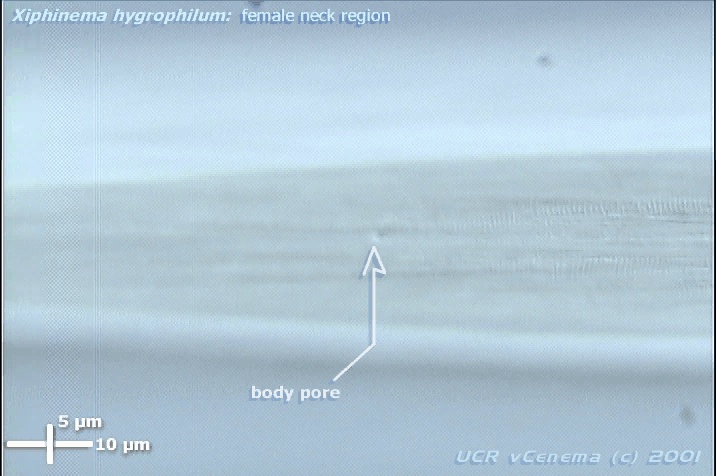 Xiphinema hygrophilum: female neck region
body pore
5 µm
10 µm
UCR vCenema (c) 2001